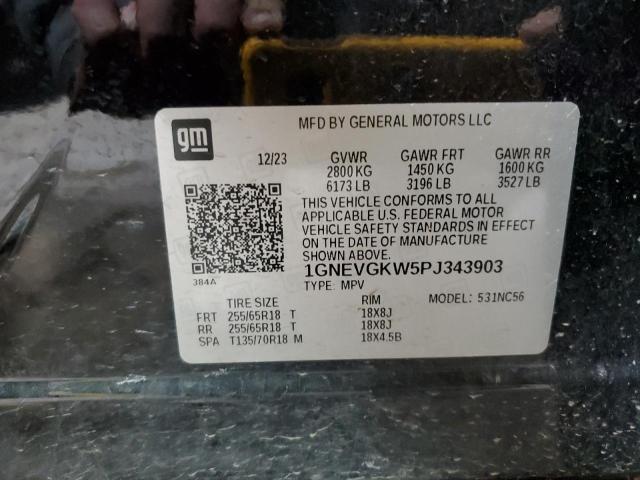 gm
MFD BY GENERAL MOTORS LLC
12/23 GVWR GAWR FRT GAWR RR
2800 KG 1450 KG 1600 KG
6173 LB 3196 LB 3527 LB
THIS VEHICLE CONFORMS TO ALL
APPLICABLE U.S. FEDERAL MOTOR
VEHICLE SAFETY STANDARDS IN EFFECT
ON THE DATE OF MANUFACTURE
SHOWN ABOVE.
1GNEVGKW5PJ343903
384A
TYPE: MPV
MODEL: 531NC56
TIRE SIZE RIM
FRT 255/65R18 T 18X8J
RR 255/65R18 T 18X8J
SPA T135/70R18 M 18X4.5B